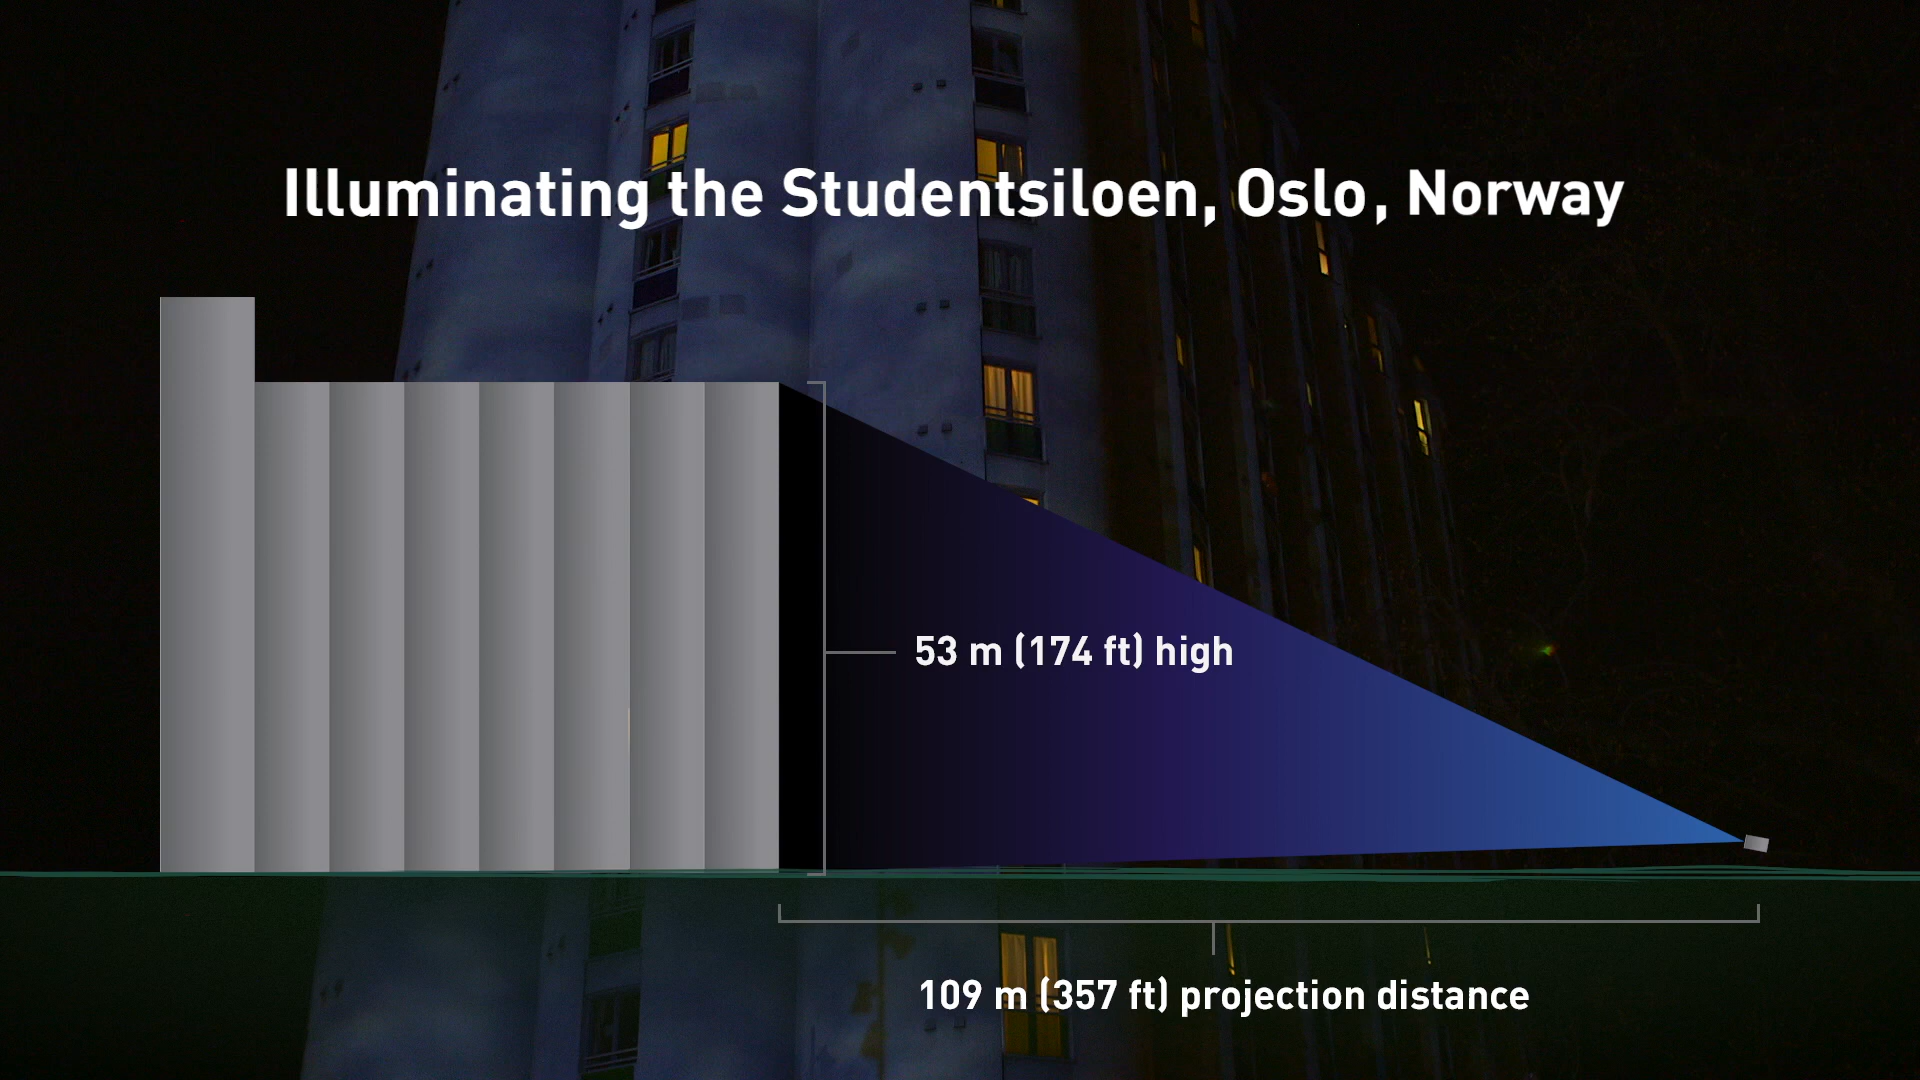 Illuminating the Studentsiloen, Oslo, Norway
53 m (174 ft) high
109 m (357 ft) projection distance